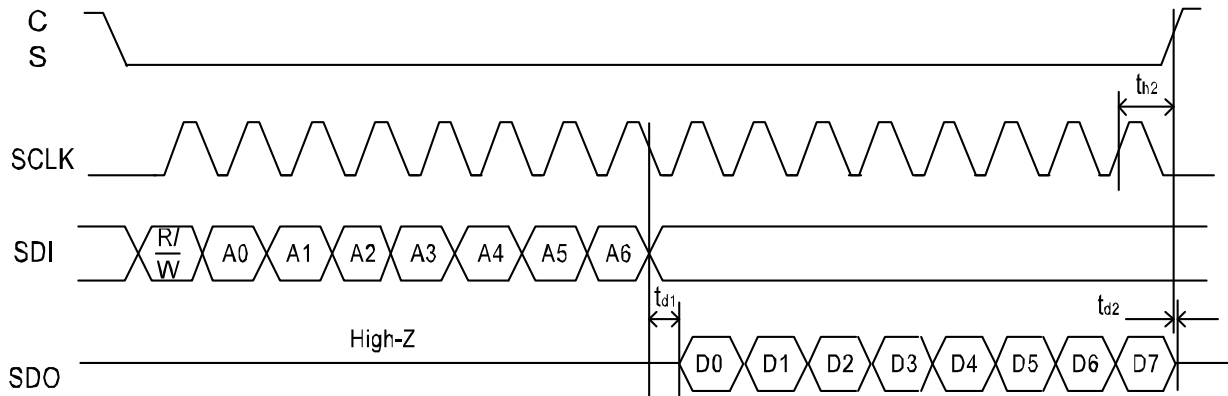 C
S
th2
SCLK
SDI
R/
W
A0 A1 A2 A3 A4 A5 A6
td1
td2
High-Z
SDO
D0 D1 D2 D3 D4 D5 D6 D7